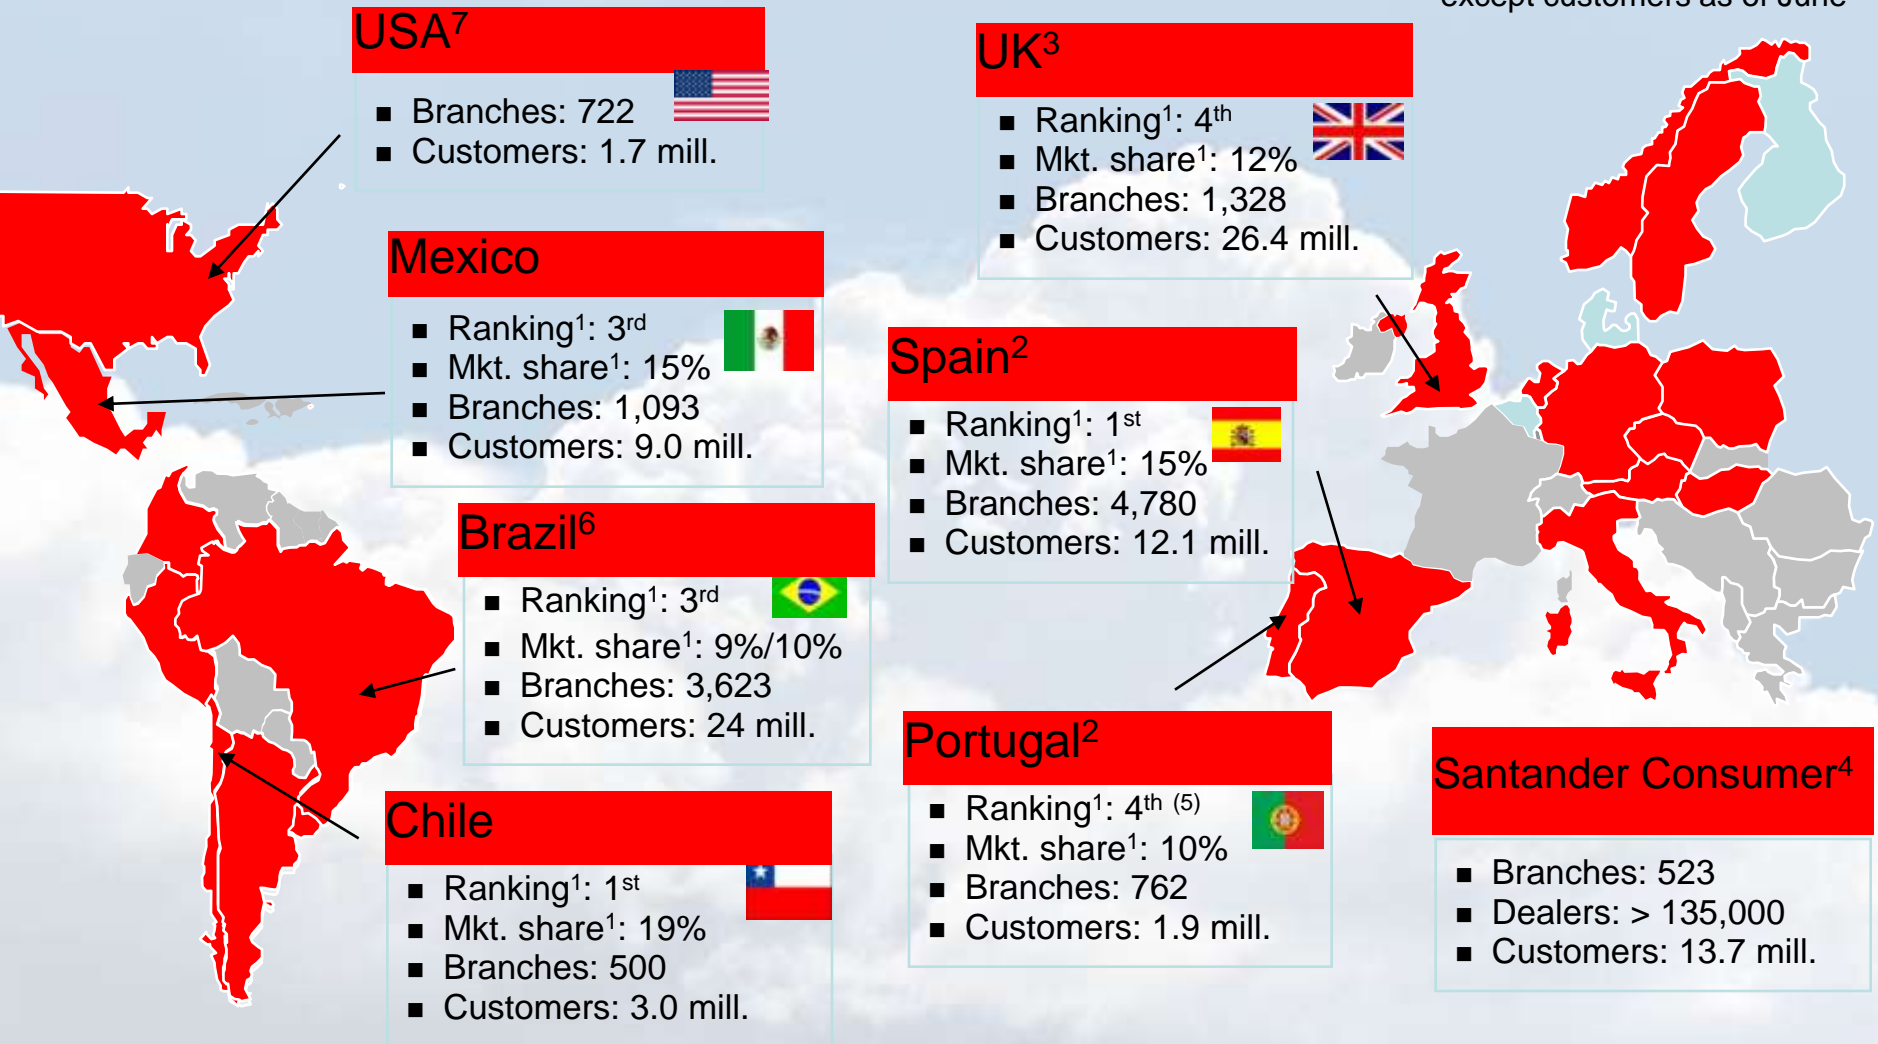 except customers as of June
USA⁷
■ Branches: 722
■ Customers: 1.7 mill.
UK³
■ Ranking¹: 4ᵗʰ
■ Mkt. share¹: 12%
■ Branches: 1,328
■ Customers: 26.4 mill.
Mexico
■ Ranking¹: 3ʳᵈ
■ Mkt. share¹: 15%
■ Branches: 1,093
■ Customers: 9.0 mill.
Spain²
■ Ranking¹: 1ˢᵗ
■ Mkt. share¹: 15%
■ Branches: 4,780
■ Customers: 12.1 mill.
Brazil⁶
■ Ranking¹: 3ʳᵈ
■ Mkt. share¹: 9%/10%
■ Branches: 3,623
■ Customers: 24 mill.
Portugal²
■ Ranking¹: 4ᵗʰ ⁽⁵⁾
■ Mkt. share¹: 10%
■ Branches: 762
■ Customers: 1.9 mill.
Santander Consumer⁴
■ Branches: 523
■ Dealers: > 135,000
■ Customers: 13.7 mill.
Chile
■ Ranking¹: 1ˢᵗ
■ Mkt. share¹: 19%
■ Branches: 500
■ Customers: 3.0 mill.